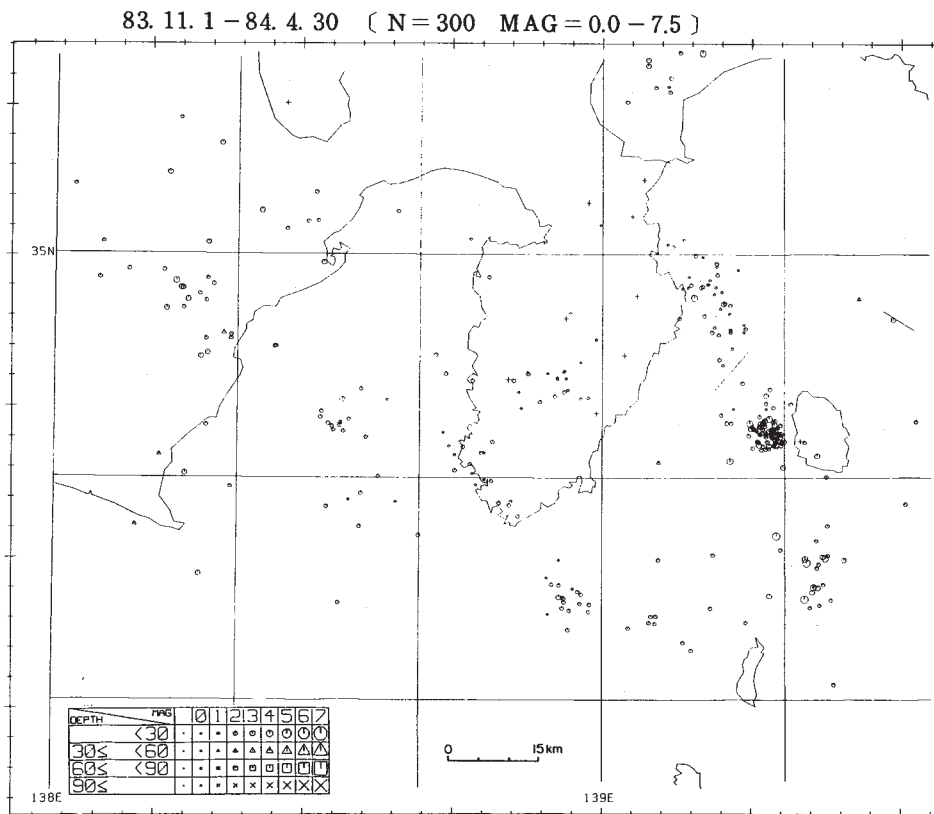 83. 11. 1 – 84. 4. 30 〔 N = 300 MAG = 0.0 – 7.5 〕
35N
DEPTH MAG 0 1 2 3 4 5 6 7
<30
30≤ <60
60≤ <90
90≤
0 15km
138E 139E